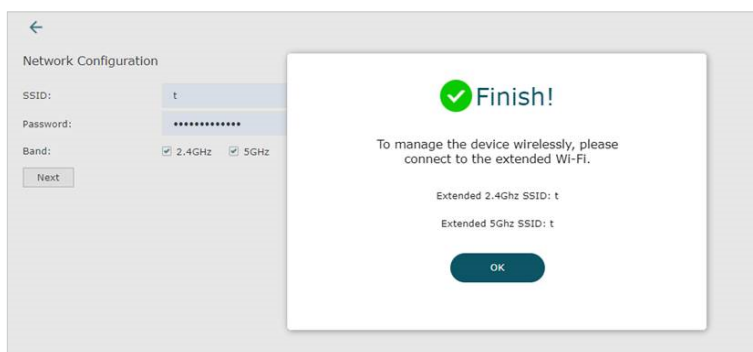 Network Configuration
SSID: t
Password: •••••••••••••
Band: 2.4GHz 5GHz
Next
Finish!
To manage the device wirelessly, please
connect to the extended Wi-Fi.
Extended 2.4Ghz SSID: t
Extended 5Ghz SSID: t
OK